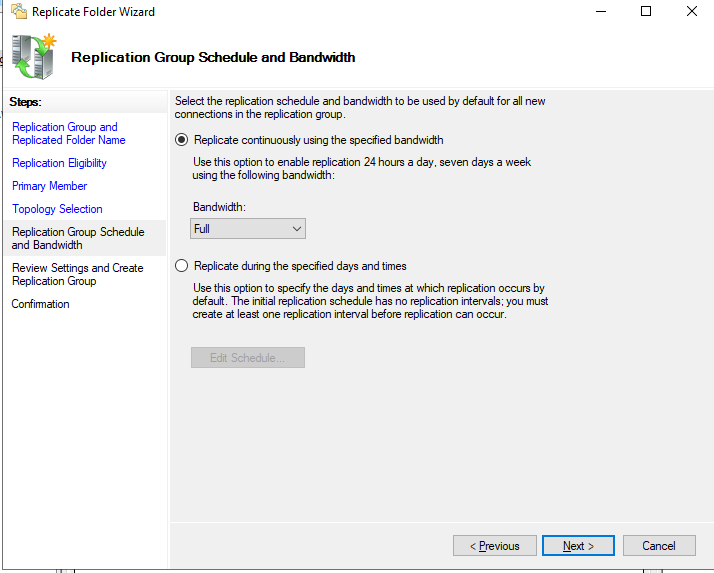 Replicate Folder Wizard
Replication Group Schedule and Bandwidth
Steps:
Replication Group and
Replicated Folder Name
Replication Eligibility
Primary Member
Topology Selection
Replication Group Schedule
and Bandwidth
Review Settings and Create
Replication Group
Confirmation
Select the replication schedule and bandwidth to be used by default for all new
connections in the replication group.
Replicate continuously using the specified bandwidth
Use this option to enable replication 24 hours a day, seven days a week
using the following bandwidth:
Bandwidth:
Full
Replicate during the specified days and times
Use this option to specify the days and times at which replication occurs by
default. The initial replication schedule has no replication intervals; you must
create at least one replication interval before replication can occur.
Edit Schedule...
< Previous
Next >
Cancel